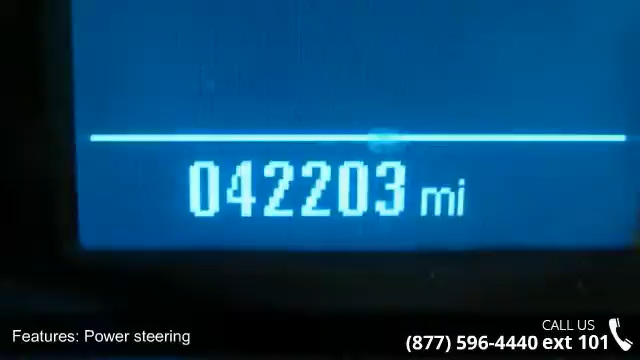 042203 mi
Features: Power steering
CALL US
(877) 596-4440 ext 101